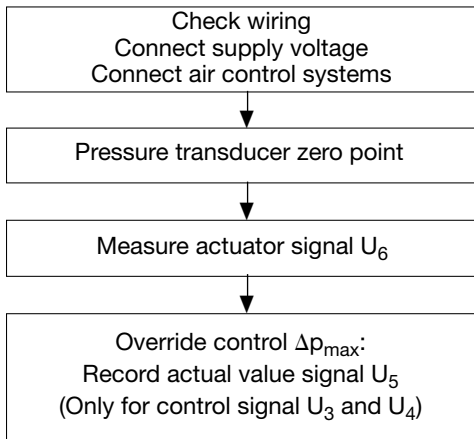 Check wiring
Connect supply voltage
Connect air control systems
Pressure transducer zero point
Measure actuator signal U₆
Override control Δpₘₐₓ:
Record actual value signal U₅
(Only for control signal U₃ and U₄)